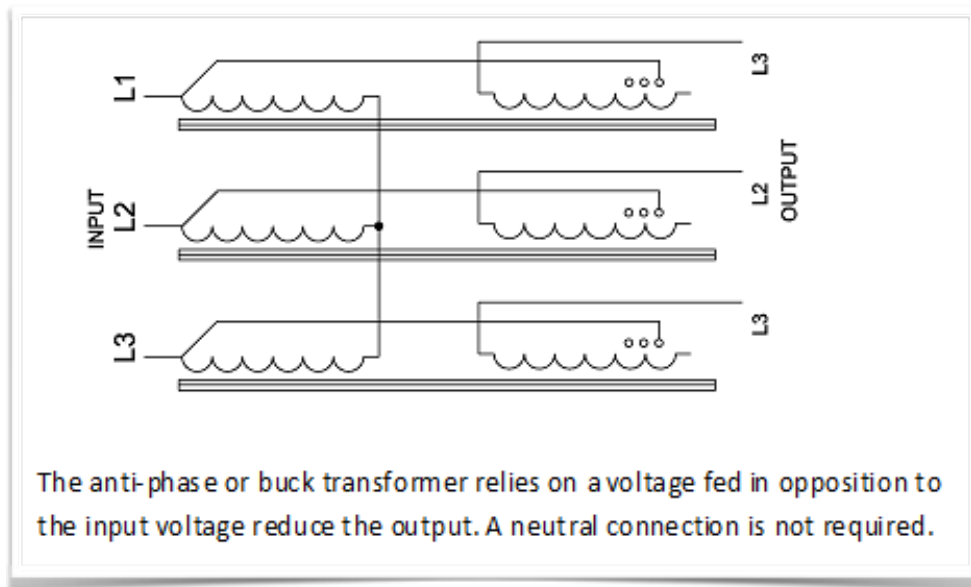 L1
L3
INPUT
L2
L2
OUTPUT
L3
L3
The anti-phase or buck transformer relies on a voltage fed in opposition to
the input voltage reduce the output. A neutral connection is not required.